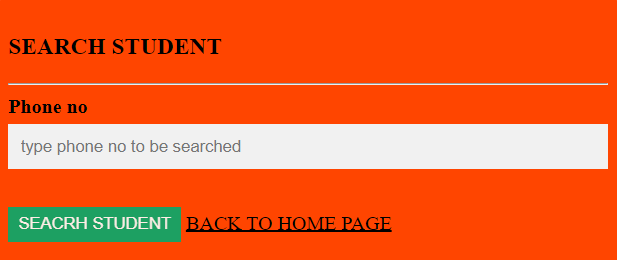 SEARCH STUDENT
Phone no
type phone no to be searched
SEACRH STUDENT BACK TO HOME PAGE